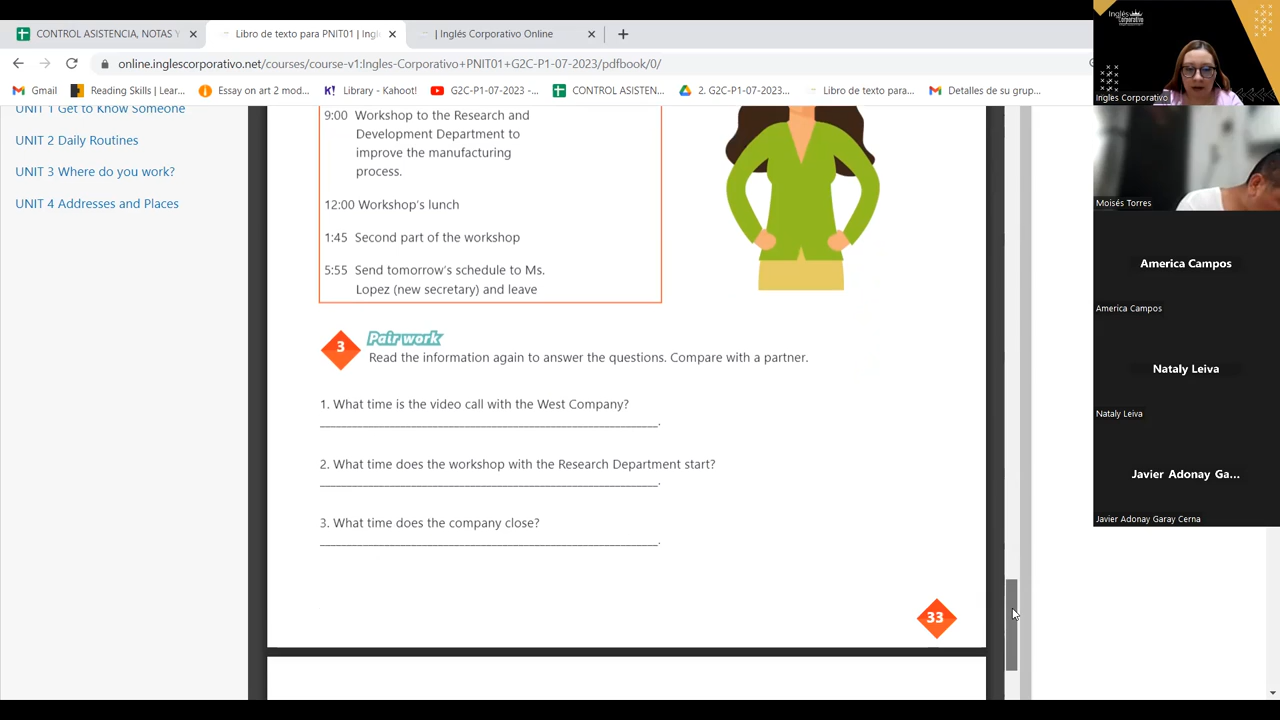 CONTROL ASISTENCIA, NOTAS Y
Libro de texto para PNIT01 | Ingl
| Inglés Corporativo Online
online.inglescorporativo.net/courses/course-v1:Ingles-Corporativo+PNIT01+G2C-P1-07-2023/pdfbook/0/
Gmail
Reading Skills | Lear...
Essay on art 2 mod...
Library - Kahoot!
G2C-P1-07-2023 -...
CONTROL ASISTEN...
2. G2C-P1-07-2023...
Libro de texto para...
Detalles de su grup...
UNIT 1 Get to Know Someone
UNIT 2 Daily Routines
UNIT 3 Where do you work?
UNIT 4 Addresses and Places
9:00 Workshop to the Research and
Development Department to
improve the manufacturing
process.
12:00 Workshop's lunch
1:45 Second part of the workshop
5:55 Send tomorrow's schedule to Ms.
Lopez (new secretary) and leave
3
Pair work
Read the information again to answer the questions. Compare with a partner.
1. What time is the video call with the West Company?
2. What time does the workshop with the Research Department start?
3. What time does the company close?
33
Inglés
Corporativo
Ingles Corporativo
Moisés Torres
America Campos
America Campos
Nataly Leiva
Nataly Leiva
Javier Adonay Ga...
Javier Adonay Garay Cerna